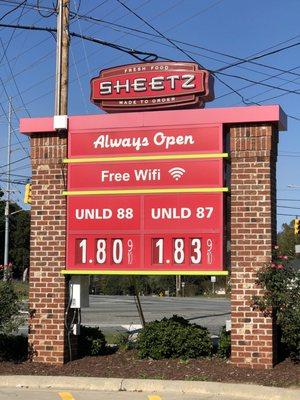 FRESH FOOD
SHEETZ
MADE TO ORDER
Always Open
Free Wifi
UNLD 88 UNLD 87
1.80 9/10 1.83 9/10